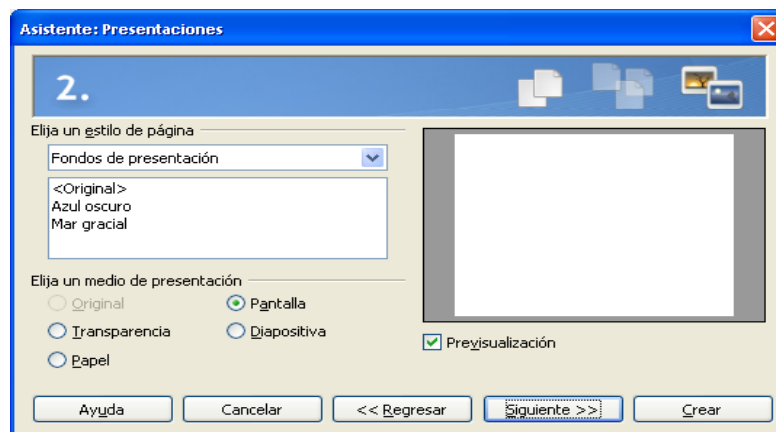 Asistente: Presentaciones
2.
Elija un estilo de página
Fondos de presentación
<Original>
Azul oscuro
Mar gracial
Elija un medio de presentación
Original
Pantalla
Transparencia
Diapositiva
Papel
Previsualización
Ayuda
Cancelar
<< Regresar
Siguiente >>
Crear